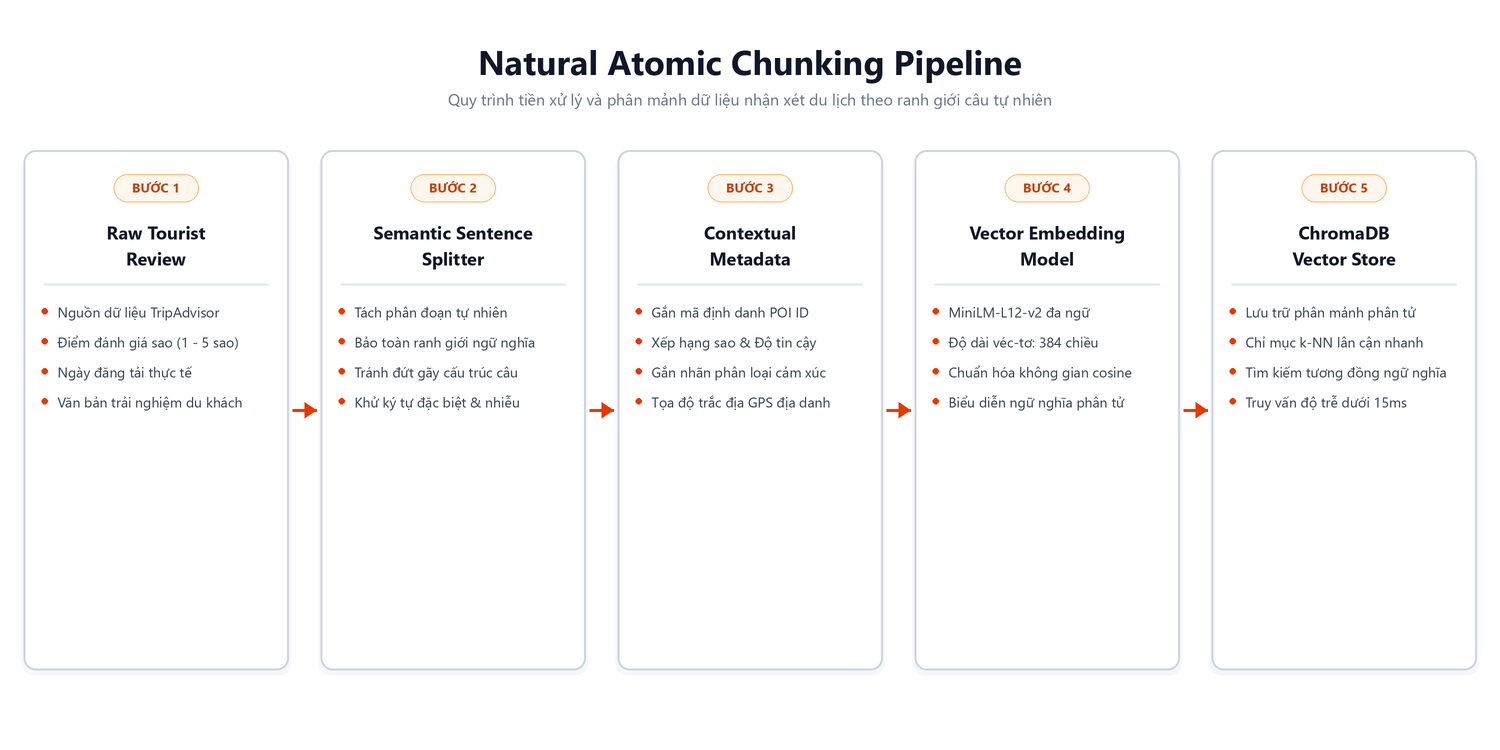 Natural Atomic Chunking Pipeline
Quy trình tiền xử lý và phân mảnh dữ liệu nhận xét du lịch theo ranh giới câu tự nhiên
BƯỚC 1
Raw Tourist
Review
Nguồn dữ liệu TripAdvisor
Điểm đánh giá sao (1 - 5 sao)
Ngày đăng tải thực tế
Văn bản trải nghiệm du khách
BƯỚC 2
Semantic Sentence
Splitter
Tách phân đoạn tự nhiên
Bảo toàn ranh giới ngữ nghĩa
Tránh đứt gãy cấu trúc câu
Khử ký tự đặc biệt & nhiễu
BƯỚC 3
Contextual
Metadata
Gắn mã định danh POI ID
Xếp hạng sao & Độ tin cậy
Gắn nhãn phân loại cảm xúc
Tọa độ trắc địa GPS địa danh
BƯỚC 4
Vector Embedding
Model
MiniLM-L12-v2 đa ngữ
Độ dài véc-tơ: 384 chiều
Chuẩn hóa không gian cosine
Biểu diễn ngữ nghĩa phân tử
BƯỚC 5
ChromaDB
Vector Store
Lưu trữ phân mảnh phân tử
Chỉ mục k-NN lân cận nhanh
Tìm kiếm tương đồng ngữ nghĩa
Truy vấn độ trễ dưới 15ms